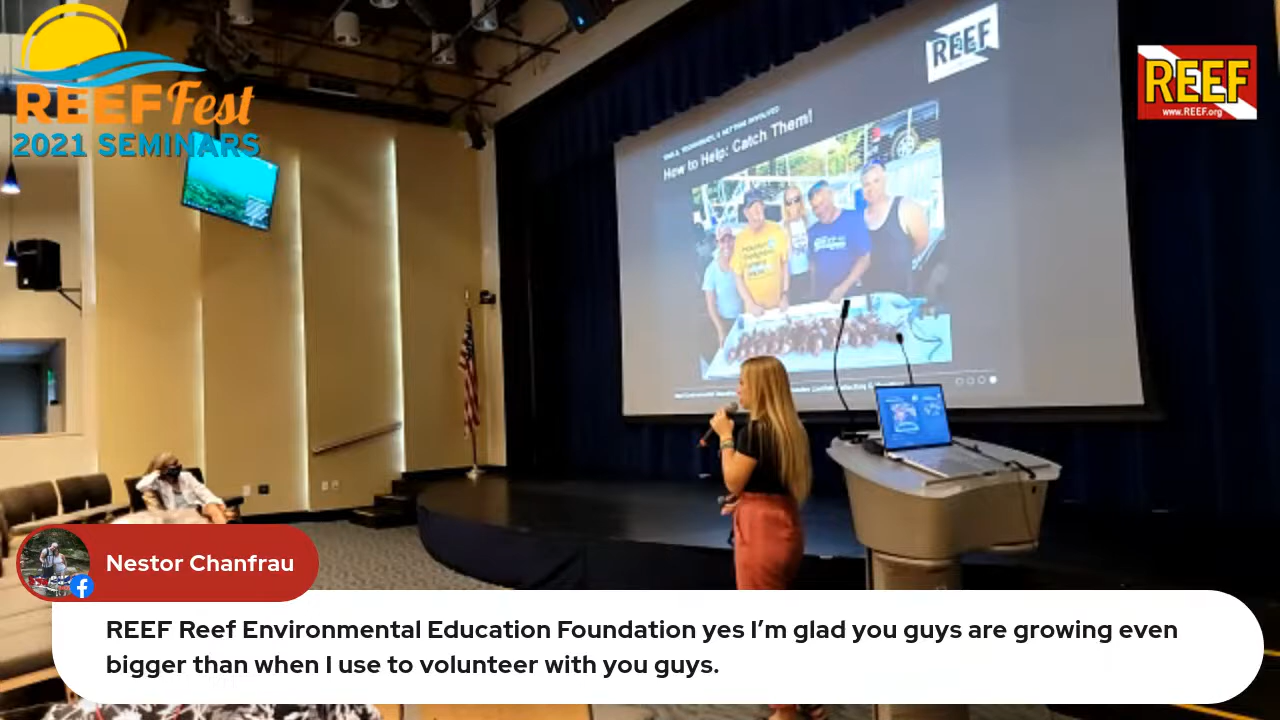 REEF Fest
2021 SEMINARS
REEF
REEF
www.REEF.org
How to Help: Catch Them!
Nestor Chanfrau
REEF Reef Environmental Education Foundation yes I’m glad you guys are growing even
bigger than when I use to volunteer with you guys.